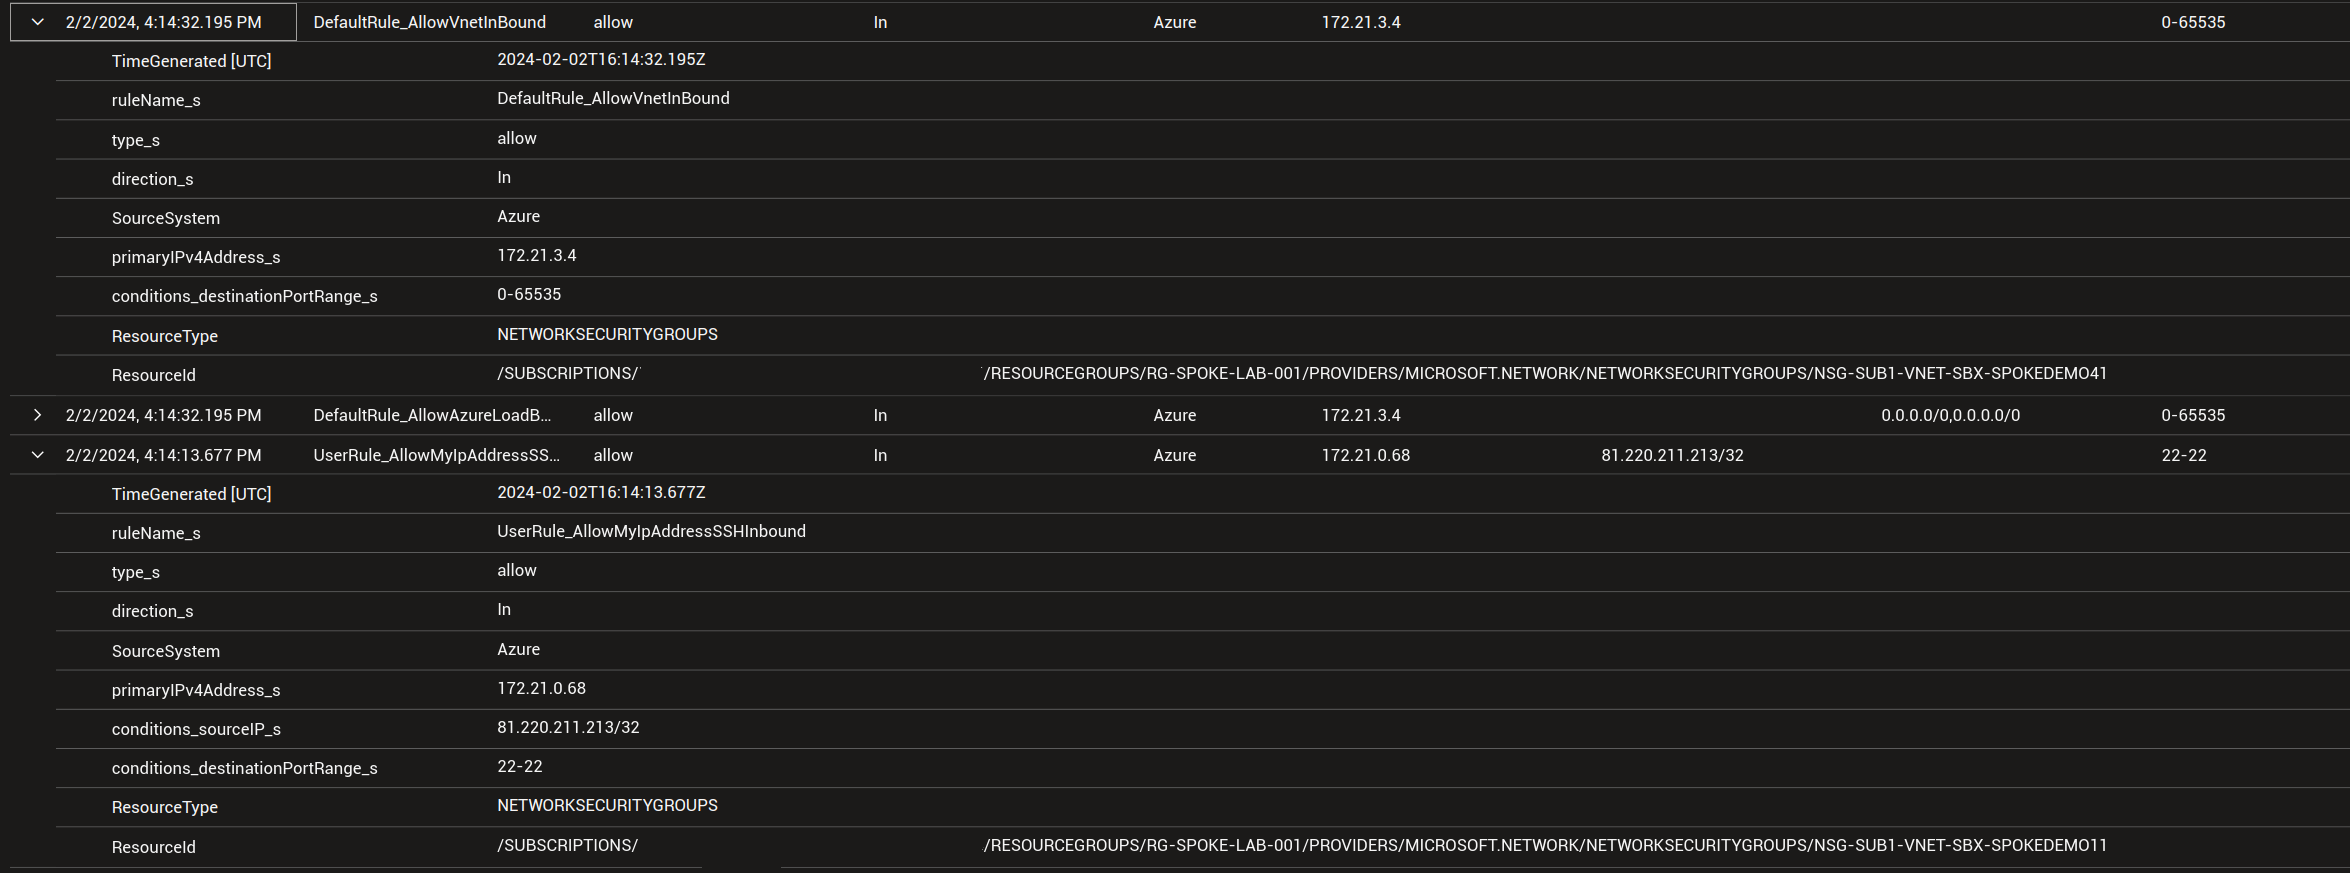 2/2/2024, 4:14:32.195 PM DefaultRule_AllowVnetInBound allow In Azure 172.21.3.4 0-65535
TimeGenerated [UTC] 2024-02-02T16:14:32.195Z
ruleName_s DefaultRule_AllowVnetInBound
type_s allow
direction_s In
SourceSystem Azure
primaryIPv4Address_s 172.21.3.4
conditions_destinationPortRange_s 0-65535
ResourceType NETWORKSECURITYGROUPS
ResourceId /SUBSCRIPTIONS/ /RESOURCEGROUPS/RG-SPOKE-LAB-001/PROVIDERS/MICROSOFT.NETWORK/NETWORKSECURITYGROUPS/NSG-SUB1-VNET-SBX-SPOKEDEMO41
2/2/2024, 4:14:32.195 PM DefaultRule_AllowAzureLoadB... allow In Azure 172.21.3.4 0.0.0.0/0,0.0.0.0/0 0-65535
2/2/2024, 4:14:13.677 PM UserRule_AllowMyIpAddressSS... allow In Azure 172.21.0.68 81.220.211.213/32 22-22
TimeGenerated [UTC] 2024-02-02T16:14:13.677Z
ruleName_s UserRule_AllowMyIpAddressSSHInbound
type_s allow
direction_s In
SourceSystem Azure
primaryIPv4Address_s 172.21.0.68
conditions_sourceIP_s 81.220.211.213/32
conditions_destinationPortRange_s 22-22
ResourceType NETWORKSECURITYGROUPS
ResourceId /SUBSCRIPTIONS/ /RESOURCEGROUPS/RG-SPOKE-LAB-001/PROVIDERS/MICROSOFT.NETWORK/NETWORKSECURITYGROUPS/NSG-SUB1-VNET-SBX-SPOKEDEMO11